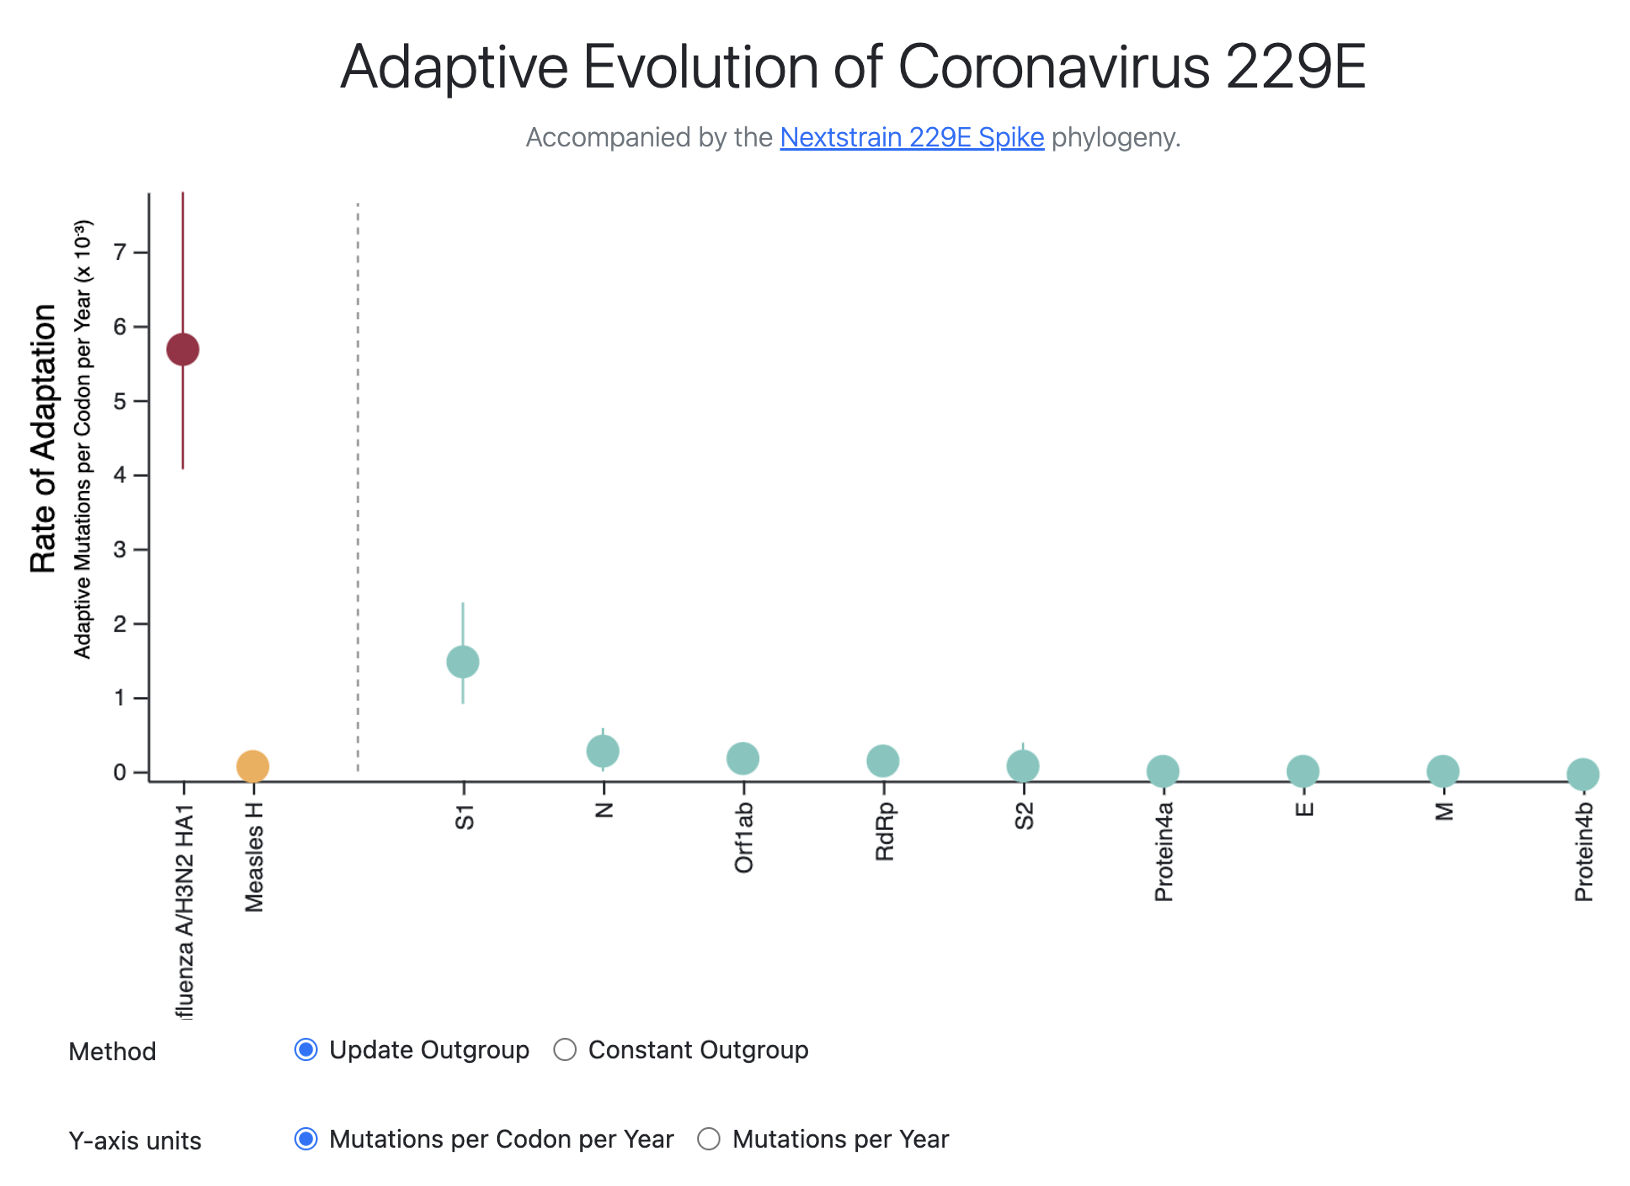 Adaptive Evolution of Coronavirus 229E
Accompanied by the Nextstrain 229E Spike phylogeny.
Rate of Adaptation
Adaptive Mutations per Codon per Year (x 10⁻³)
7
6
5
4
3
2
1
0
fluenza A/H3N2 HA1
Measles H
S1
N
Orf1ab
RdRp
S2
Protein4a
E
M
Protein4b
Method
Update Outgroup
Constant Outgroup
Y-axis units
Mutations per Codon per Year
Mutations per Year